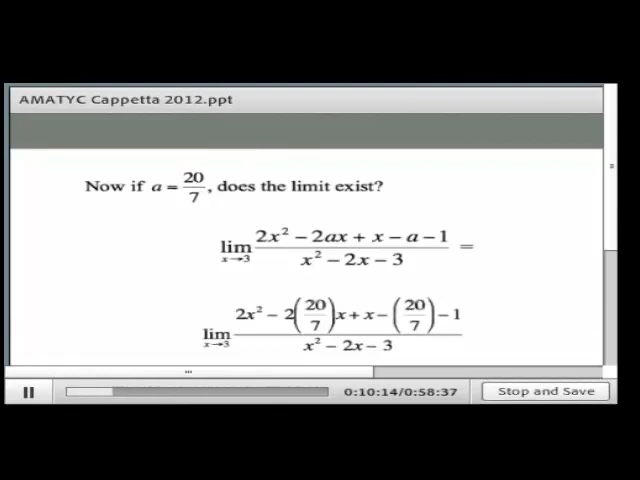 AMATYC Cappetta 2012.ppt
Now if a = 20/7, does the limit exist?
lim x→3 (2x² − 2ax + x − a − 1)/(x² − 2x − 3) =
lim x→3 (2x² − 2(20/7)x + x − (20/7) − 1)/(x² − 2x − 3)
0:10:14/0:58:37
Stop and Save